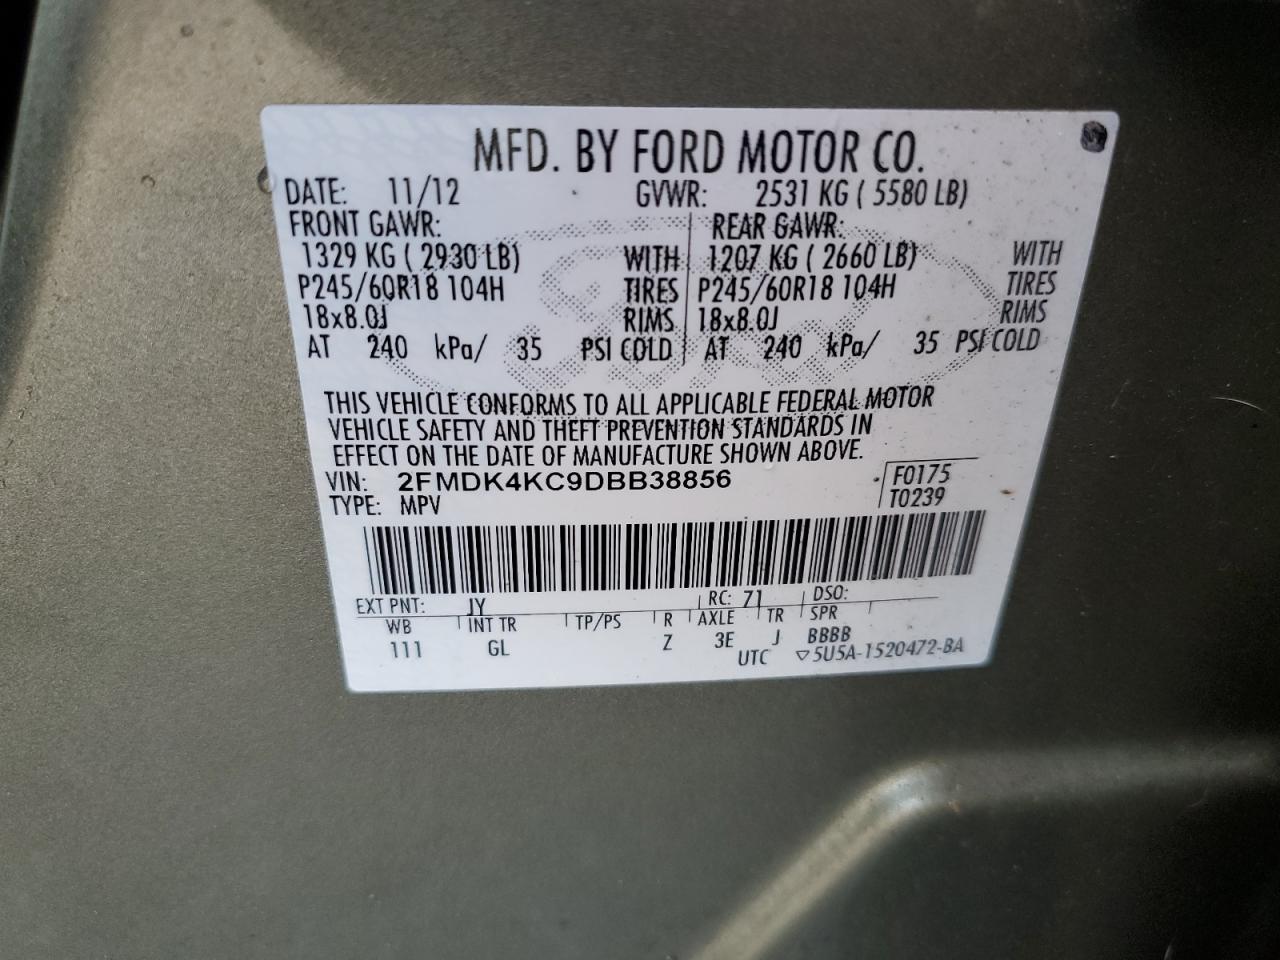 MFD. BY FORD MOTOR CO.
DATE: 11/12 GVWR: 2531 KG ( 5580 LB)
FRONT GAWR: REAR GAWR:
1329 KG ( 2930 LB) WITH 1207 KG ( 2660 LB) WITH
P245/60R18 104H TIRES P245/60R18 104H TIRES
18x8.0J RIMS 18x8.0J RIMS
AT 240 kPa/ 35 PSI COLD AT 240 kPa/ 35 PSI COLD
THIS VEHICLE CONFORMS TO ALL APPLICABLE FEDERAL MOTOR
VEHICLE SAFETY AND THEFT PREVENTION STANDARDS IN
EFFECT ON THE DATE OF MANUFACTURE SHOWN ABOVE.
VIN: 2FMDK4KC9DBB38856 F0175
TYPE: MPV T0239
EXT PNT: JY RC: 71 DSO:
WB INT TR TP/PS R AXLE TR SPR
111 GL Z 3E J BBBB
UTC ▽5U5A-1520472-BA
Ford